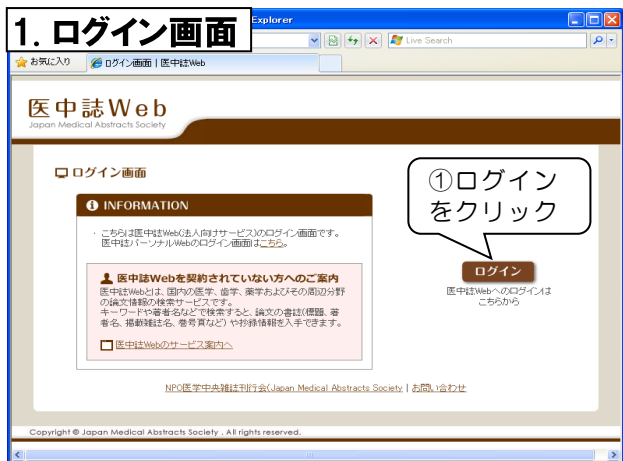 1. ログイン画面
Explorer
Live Search
お気に入り
ログイン画面 | 医中誌Web
医中誌Web
Japan Medical Abstracts Society
ログイン画面
INFORMATION
・ こちらは医中誌Web(法人向けサービス)のログイン画面です。
医中誌パーソナルWebのログイン画面はこちら。
医中誌Webを契約されていない方へのご案内
医中誌Webとは、国内の医学、歯学、薬学およびその周辺分野
の論文情報の検索サービスです。
キーワードや著者名などで検索すると、論文の書誌(標題、著
者名、掲載雑誌名、巻号頁など) や抄録情報を入手できます。
医中誌Webのサービス案内へ
①ログイン
をクリック
ログイン
医中誌Webへのログインは
こちらから
NPO医学中央雑誌刊行会(Japan Medical Abstracts Society | お問い合わせ
Copyright © Japan Medical Abstracts Society . All rights reserved.